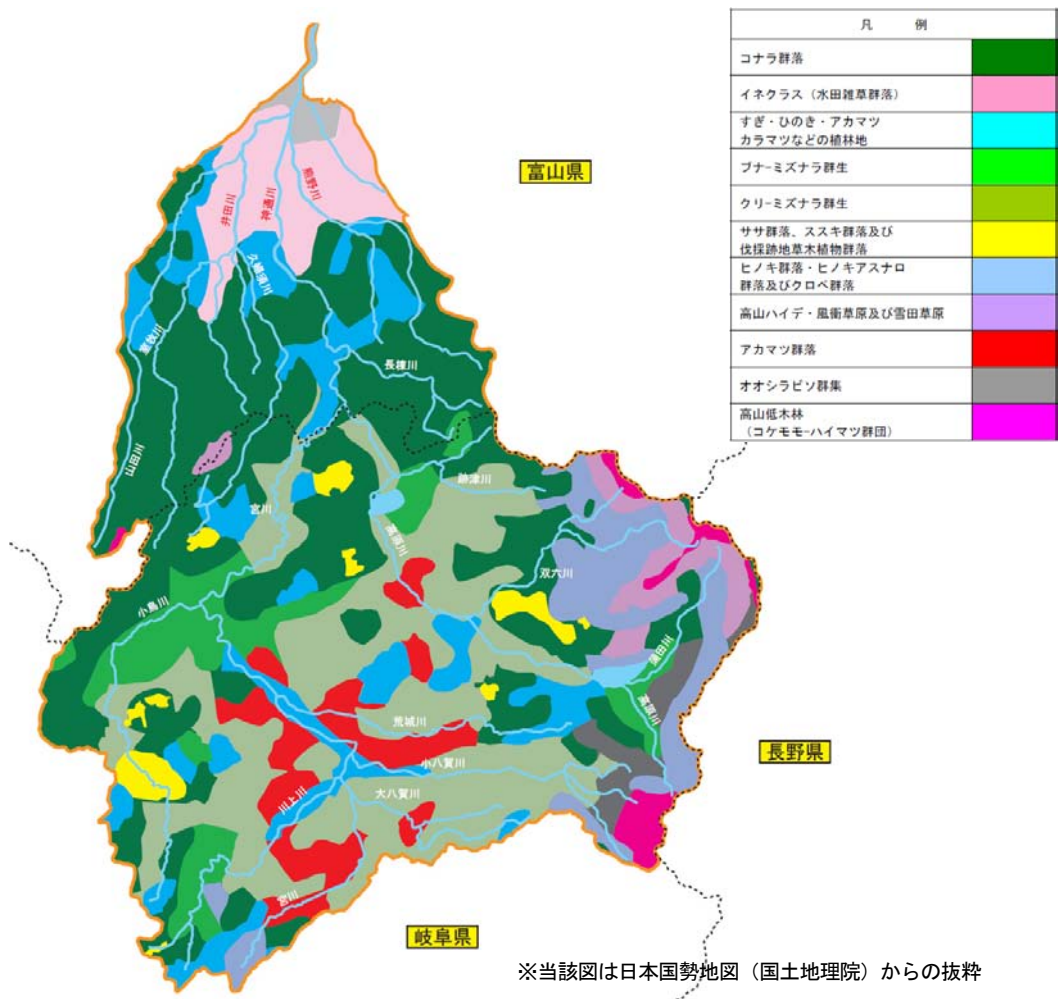 凡 例
コナラ群落
イネクラス（水田雑草群落）
すぎ・ひのき・アカマツ
カラマツなどの植林地
ブナ-ミズナラ群生
クリ-ミズナラ群生
ササ群落、ススキ群落及び
伐採跡地草木植物群落
ヒノキ群落・ヒノキアスナロ
群落及びクロベ群落
高山ハイデ・風衝草原及び雪田草原
アカマツ群落
オオシラビソ群集
高山低木林
（コケモモ-ハイマツ群団）
富山県
熊野川
神通川
井田川
久婦須川
室牧川
長棟川
跡津川
宮川
高原川
双六川
小鳥川
蒲田川
高原川
荒城川
長野県
小八賀川
大八賀川
川上川
宮川
岐阜県
※当該図は日本国勢地図（国土地理院）からの抜粋